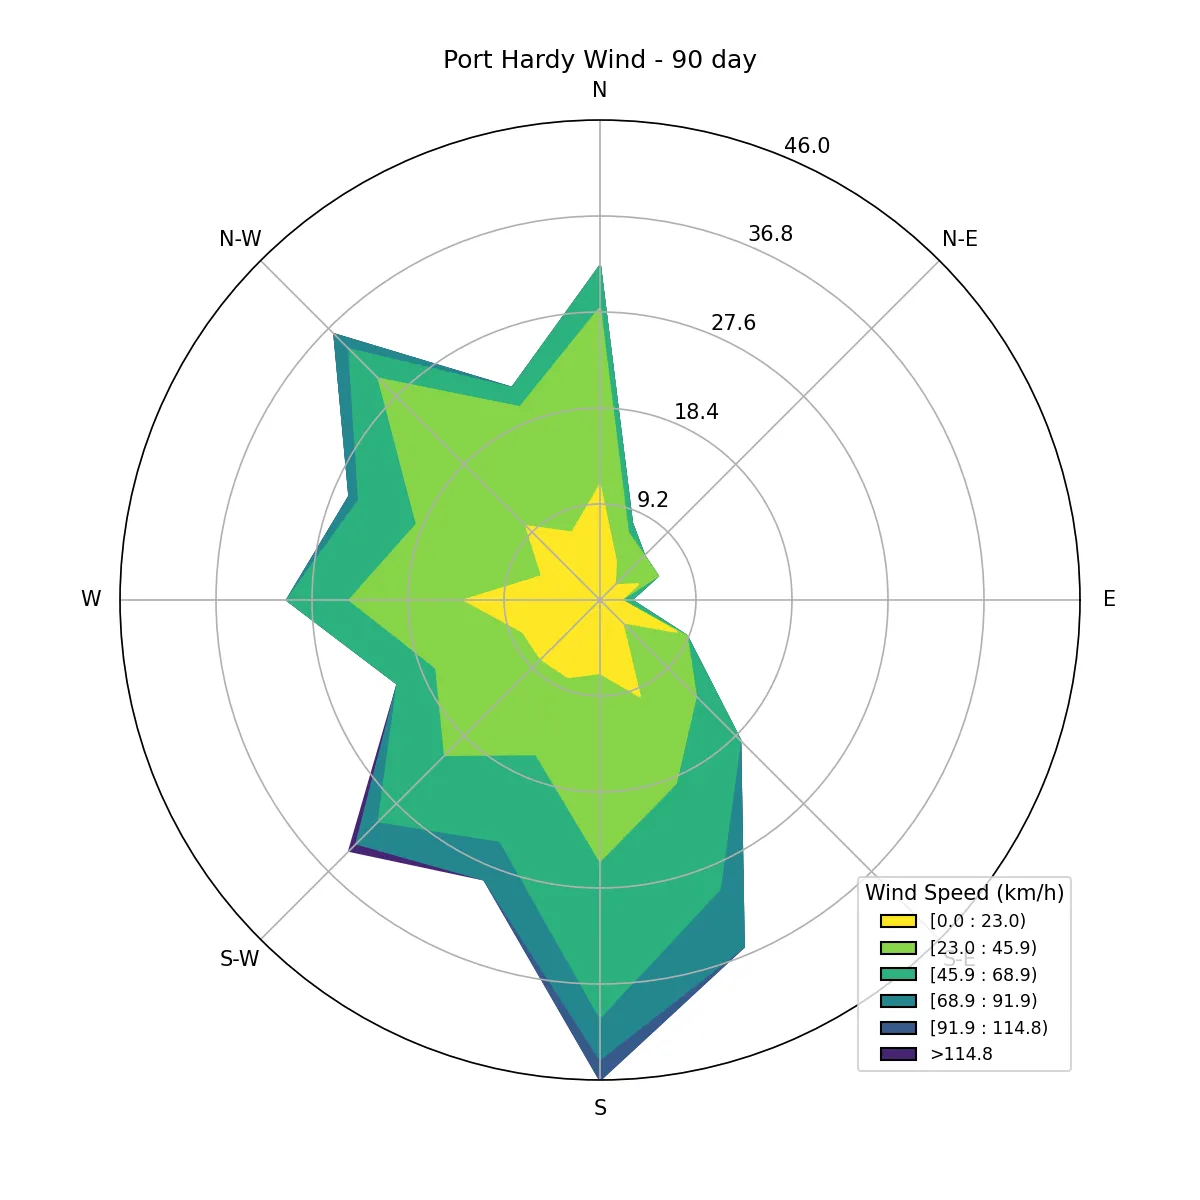 Port Hardy Wind - 90 day
N
46.0
36.8
N-W
N-E
27.6
18.4
9.2
W
E
Wind Speed (km/h)
[0.0 : 23.0)
[23.0 : 45.9)
S-W
S-E
[45.9 : 68.9)
[68.9 : 91.9)
[91.9 : 114.8)
>114.8
S